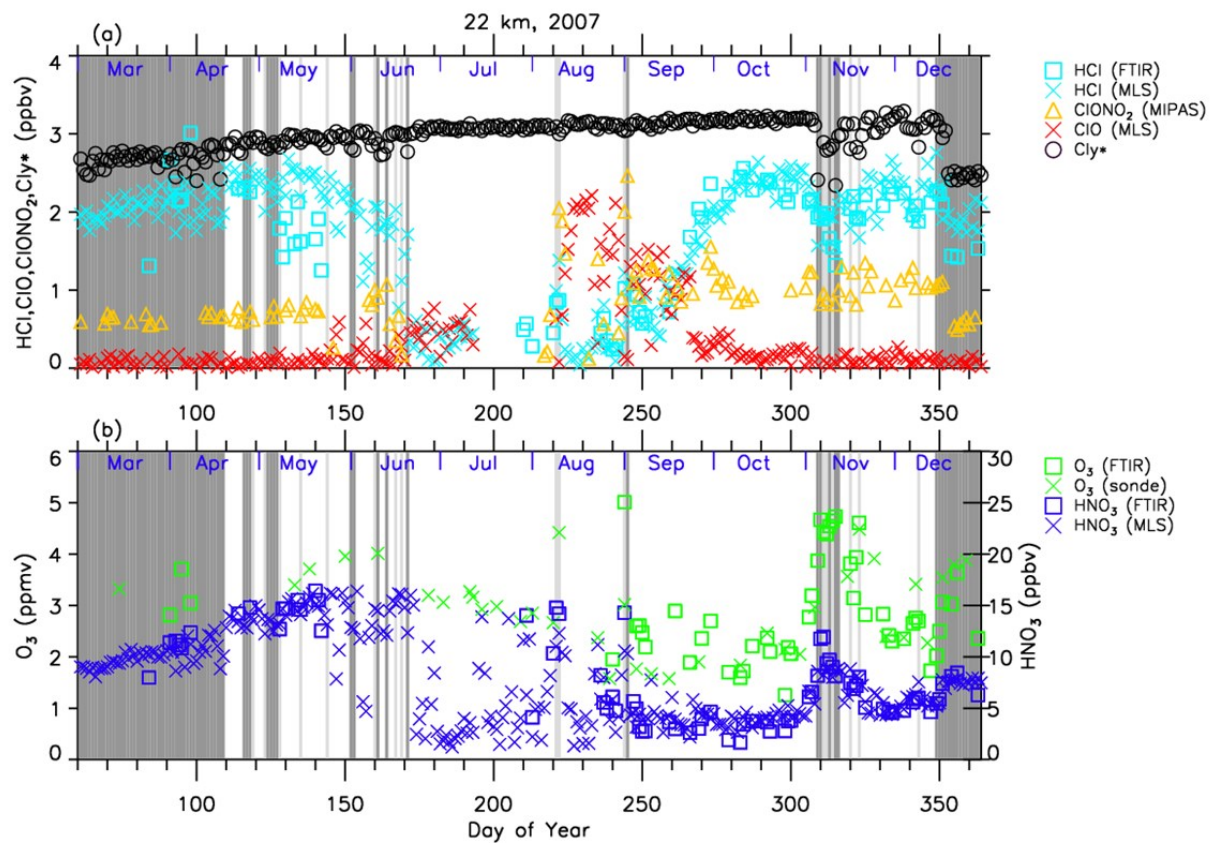 22 km, 2007
(a)
HCl,ClO,ClONO₂,Cly* (ppbv)
4
3
2
1
0
Mar Apr May Jun Jul Aug Sep Oct Nov Dec
100 150 200 250 300 350
HCl (FTIR)
HCl (MLS)
ClONO₂ (MIPAS)
ClO (MLS)
Cly*
(b)
O₃ (ppmv)
6
5
4
3
2
1
0
Mar Apr May Jun Jul Aug Sep Oct Nov Dec
30
25
20
15
10
5
0
HNO₃ (ppbv)
O₃ (FTIR)
O₃ (sonde)
HNO₃ (FTIR)
HNO₃ (MLS)
100 150 200 250 300 350
Day of Year